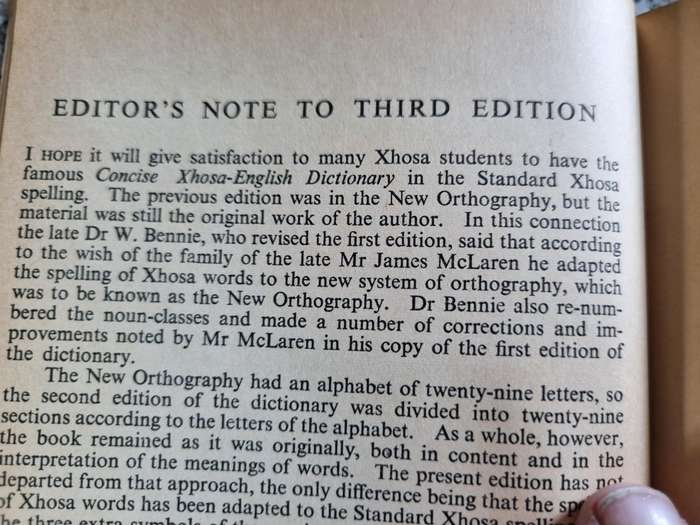 EDITOR'S NOTE TO THIRD EDITION
I HOPE it will give satisfaction to many Xhosa students to have the
famous Concise Xhosa-English Dictionary in the Standard Xhosa
spelling. The previous edition was in the New Orthography, but the
material was still the original work of the author. In this connection
the late Dr W. Bennie, who revised the first edition, said that according
to the wish of the family of the late Mr James McLaren he adapted
the spelling of Xhosa words to the new system of orthography, which
was to be known as the New Orthography. Dr Bennie also re-num-
bered the noun-classes and made a number of corrections and im-
provements noted by Mr McLaren in his copy of the first edition of
the dictionary.
The New Orthography had an alphabet of twenty-nine letters, so
the second edition of the dictionary was divided into twenty-nine
sections according to the letters of the alphabet. As a whole, however,
the book remained as it was originally, both in content and in the
interpretation of the meanings of words. The present edition has not
departed from that approach, the only difference being that the
of Xhosa words has been adapted to the Standard Xhosa
the three extra symbols of